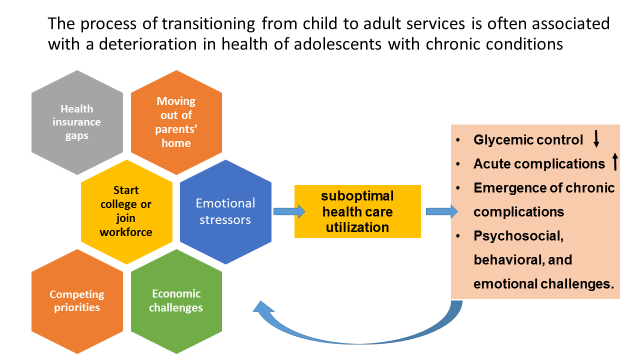 The process of transitioning from child to adult services is often associated
with a deterioration in health of adolescents with chronic conditions
Health
insurance
gaps
Moving
out of
parents'
home
Start
college or
join
workforce
Emotional
stressors
Competing
priorities
Economic
challenges
suboptimal
health care
utilization
• Glycemic control ↓
• Acute complications ↑
• Emergence of chronic
complications
• Psychosocial,
behavioral, and
emotional challenges.